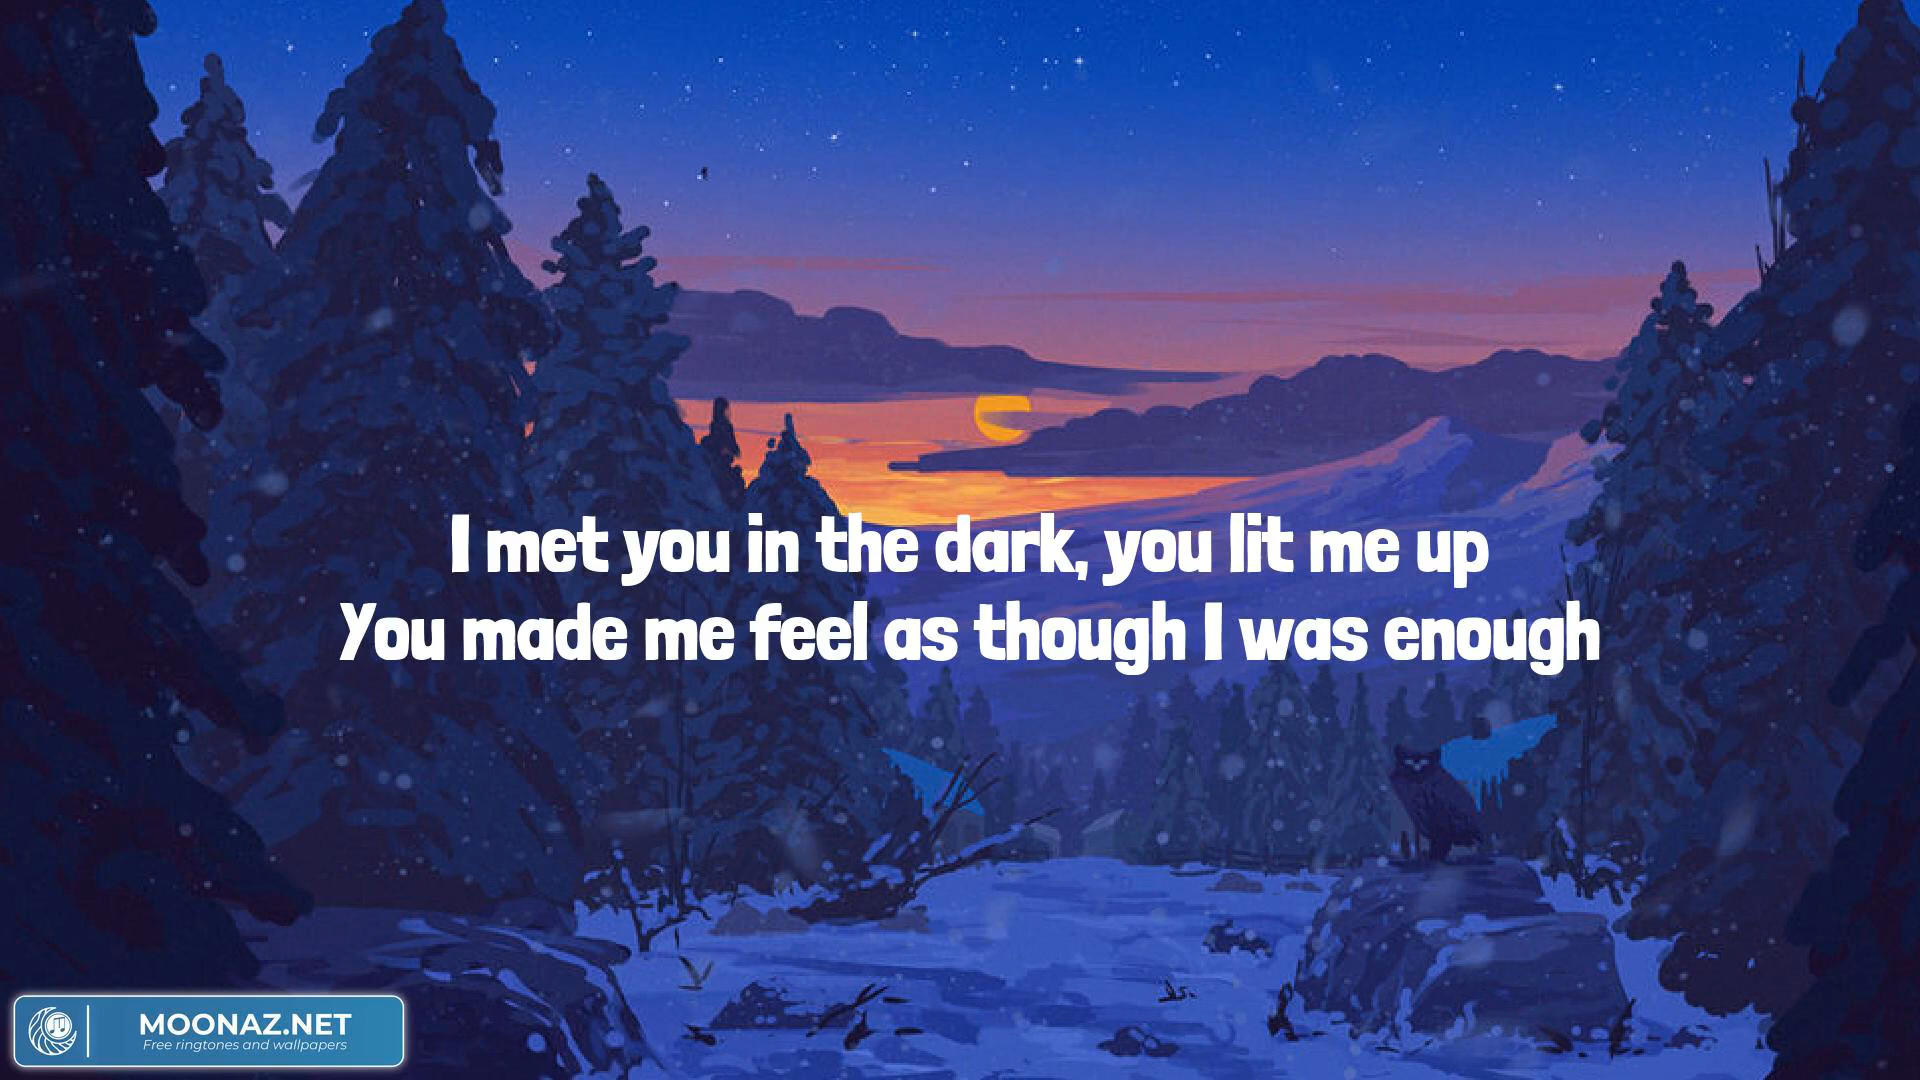 I met you in the dark, you lit me up
You made me feel as though I was enough
MOONAZ.NET
Free ringtones and wallpapers